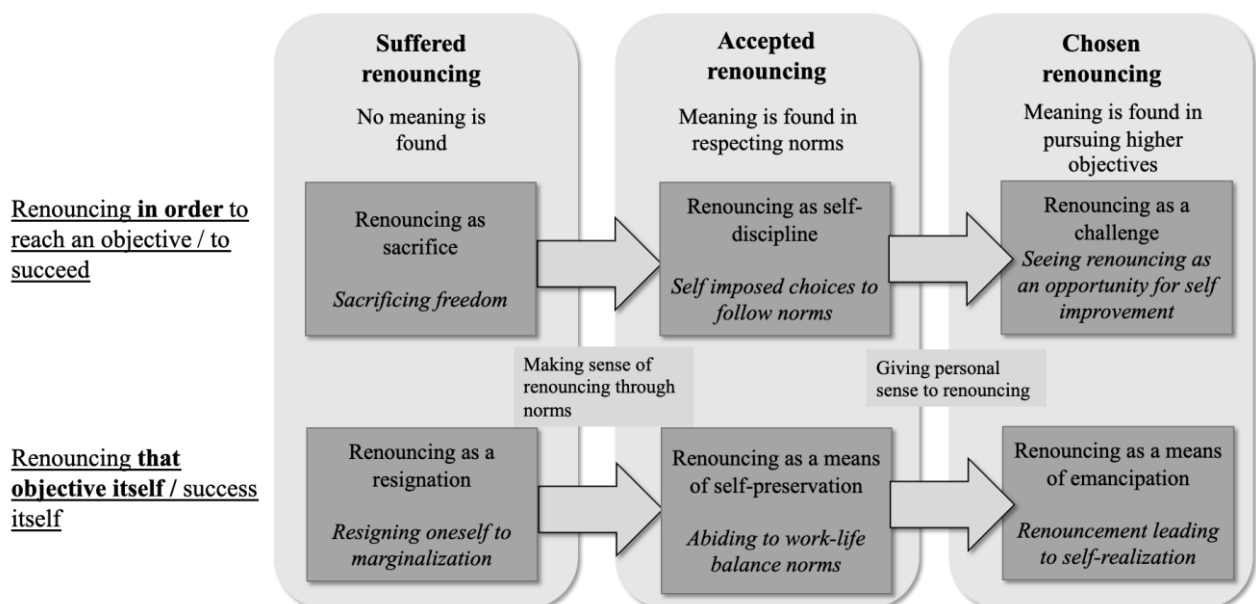 Suffered
renouncing
No meaning is
found
Accepted
renouncing
Meaning is found in
respecting norms
Chosen
renouncing
Meaning is found in
pursuing higher
objectives
Renouncing in order to
reach an objective / to
succeed
Renouncing as
sacrifice
Sacrificing freedom
Renouncing as self-
discipline
Self imposed choices to
follow norms
Renouncing as a
challenge
Seeing renouncing as
an opportunity for self
improvement
Making sense of
renouncing through
norms
Giving personal
sense to renouncing
Renouncing that
objective itself / success
itself
Renouncing as a
resignation
Resigning oneself to
marginalization
Renouncing as a means
of self-preservation
Abiding to work-life
balance norms
Renouncing as a means
of emancipation
Renouncement leading
to self-realization